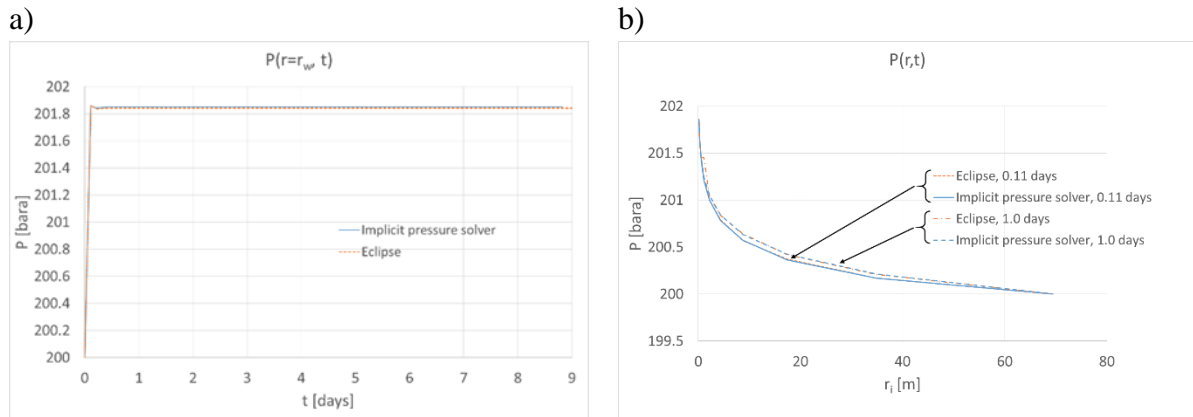 a)
P(r=rw, t)
202
201.8
201.6
201.4
201.2
201
200.8
200.6
200.4
200.2
200
P [bara]
Implicit pressure solver
Eclipse
0 1 2 3 4 5 6 7 8 9
t [days]
b)
P(r,t)
202
201.5
201
200.5
200
199.5
P [bara]
Eclipse, 0.11 days
Implicit pressure solver, 0.11 days
Eclipse, 1.0 days
Implicit pressure solver, 1.0 days
0 20 40 60 80
ri [m]